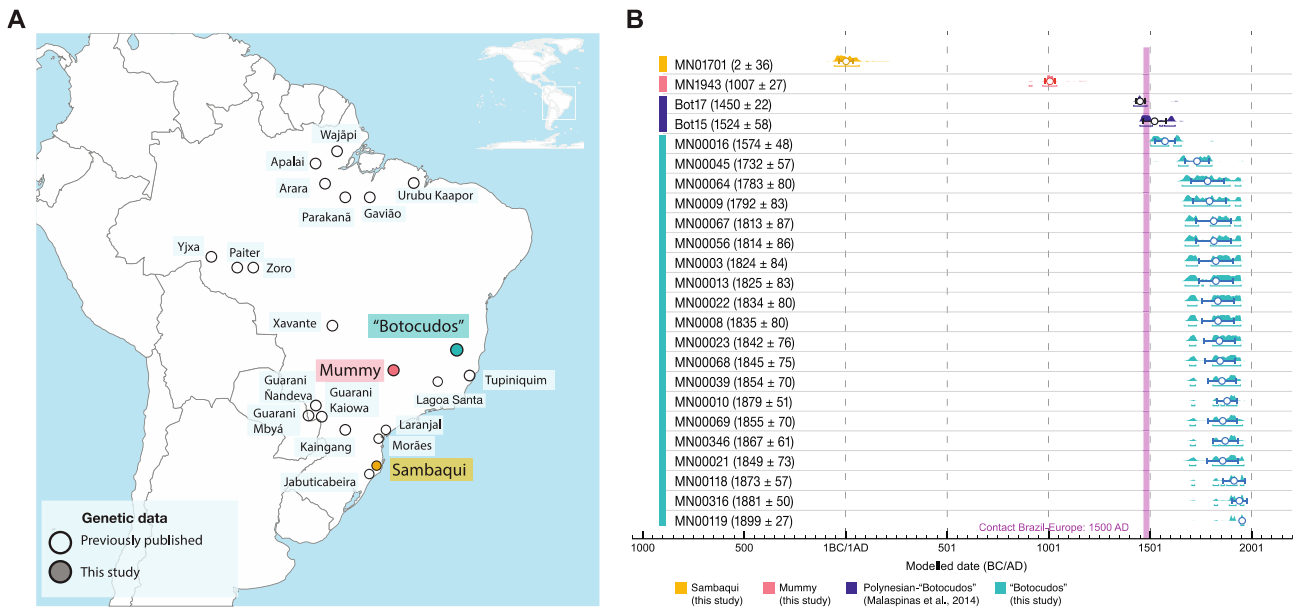 A
Wajãpi
Apalai
Arara
Parakanã
Gavião
Urubu Kaapor
Yjxa
Paiter
Zoro
Xavante
"Botocudos"
Mummy
Tupiniquim
Lagoa Santa
Guarani
Ñandeva
Guarani
Kaiowa
Guarani
Mbyá
Laranjal
Kaingang
Morães
Sambaqui
Jabuticabeira
Genetic data
Previously published
This study
B
MN01701 (2 ± 36)
MN1943 (1007 ± 27)
Bot17 (1450 ± 22)
Bot15 (1524 ± 58)
MN00016 (1574 ± 48)
MN00045 (1732 ± 57)
MN00064 (1783 ± 80)
MN0009 (1792 ± 83)
MN00067 (1813 ± 87)
MN00056 (1814 ± 86)
MN0003 (1824 ± 84)
MN00013 (1825 ± 83)
MN00022 (1834 ± 80)
MN0008 (1835 ± 80)
MN00023 (1842 ± 76)
MN00068 (1845 ± 75)
MN00039 (1854 ± 70)
MN00010 (1879 ± 51)
MN00069 (1855 ± 70)
MN00346 (1867 ± 61)
MN00021 (1849 ± 73)
MN00118 (1873 ± 57)
MN00316 (1881 ± 50)
MN00119 (1899 ± 27)
Contact Brazil-Europe: 1500 AD
1000 500 1BC/1AD 501 1001 1501 2001
Modelled date (BC/AD)
Sambaqui
(this study)
Mummy
(this study)
Polynesian-"Botocudos"
(Malaspinas et al., 2014)
"Botocudos"
(this study)